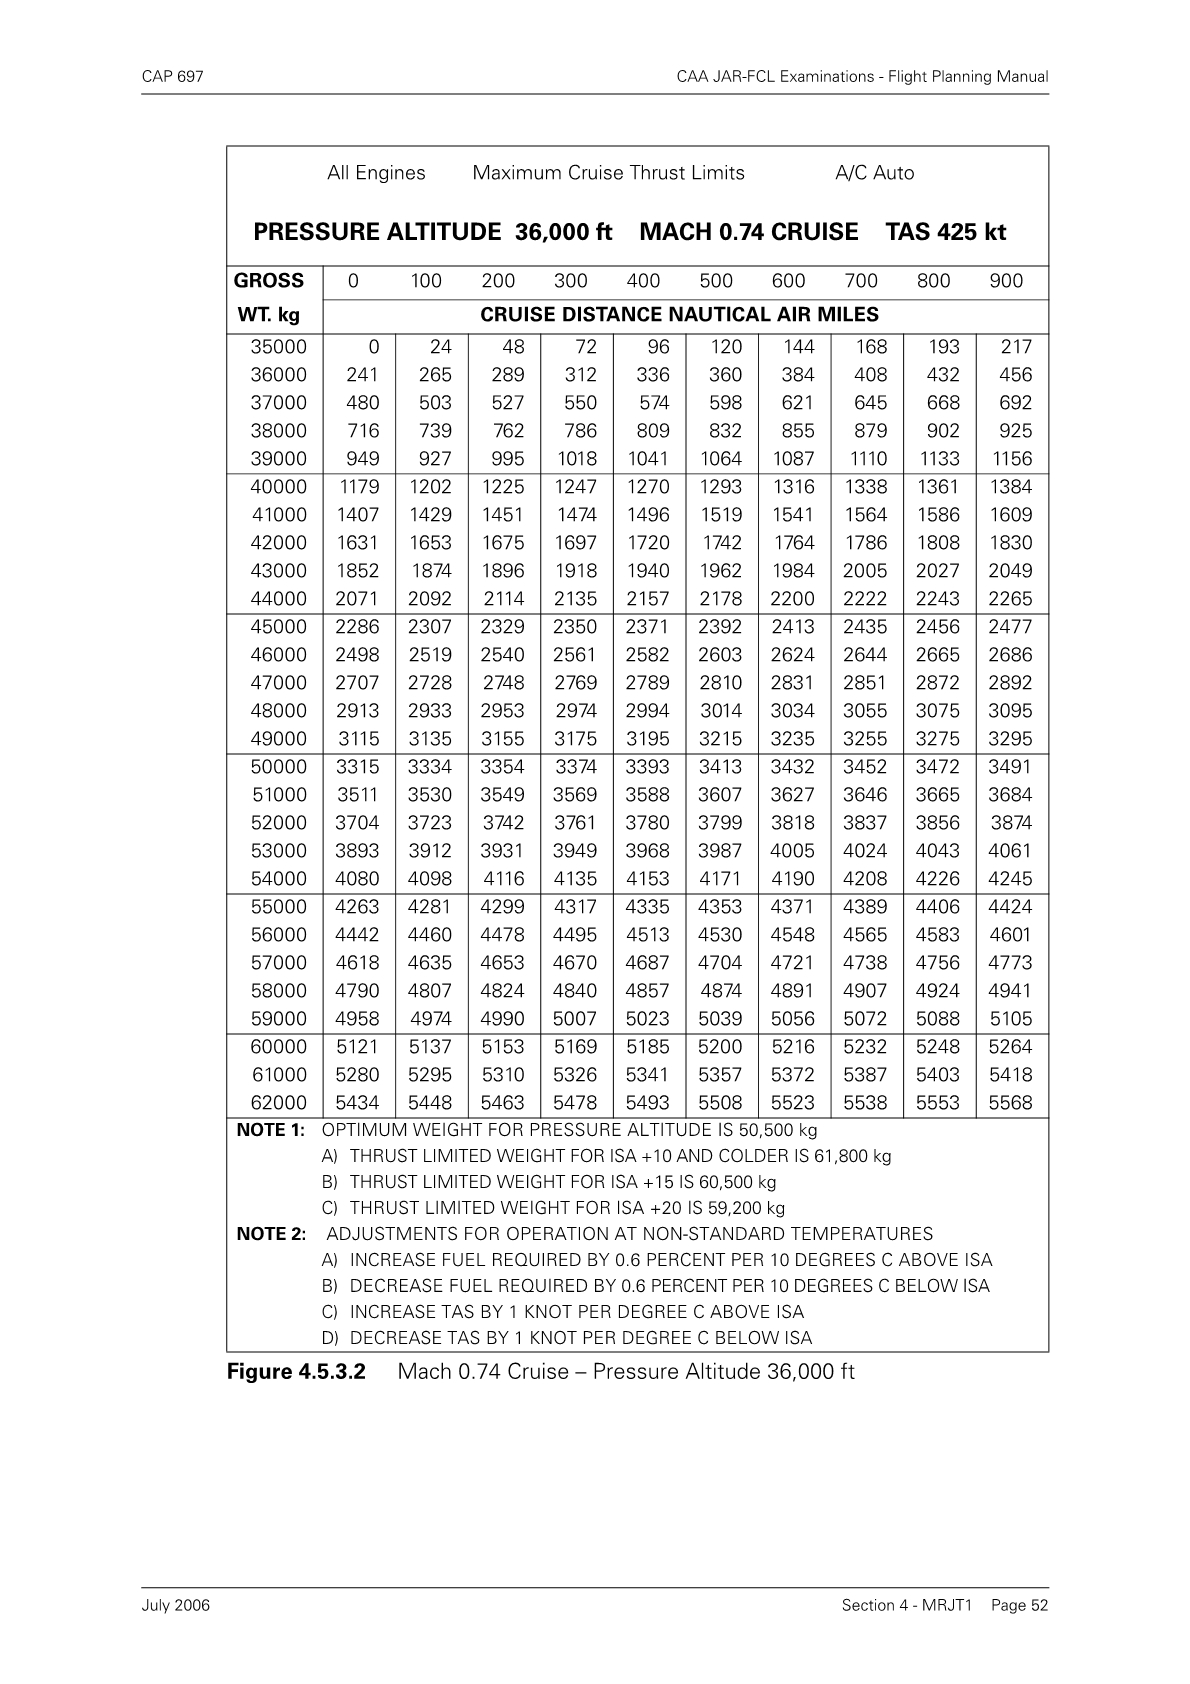 CAP 697 CAA JAR-FCL Examinations - Flight Planning Manual
All Engines Maximum Cruise Thrust Limits A/C Auto
PRESSURE ALTITUDE 36,000 ft MACH 0.74 CRUISE TAS 425 kt
GROSS 0 100 200 300 400 500 600 700 800 900
WT. kg CRUISE DISTANCE NAUTICAL AIR MILES
35000 0 24 48 72 96 120 144 168 193 217
36000 241 265 289 312 336 360 384 408 432 456
37000 480 503 527 550 574 598 621 645 668 692
38000 716 739 762 786 809 832 855 879 902 925
39000 949 927 995 1018 1041 1064 1087 1110 1133 1156
40000 1179 1202 1225 1247 1270 1293 1316 1338 1361 1384
41000 1407 1429 1451 1474 1496 1519 1541 1564 1586 1609
42000 1631 1653 1675 1697 1720 1742 1764 1786 1808 1830
43000 1852 1874 1896 1918 1940 1962 1984 2005 2027 2049
44000 2071 2092 2114 2135 2157 2178 2200 2222 2243 2265
45000 2286 2307 2329 2350 2371 2392 2413 2435 2456 2477
46000 2498 2519 2540 2561 2582 2603 2624 2644 2665 2686
47000 2707 2728 2748 2769 2789 2810 2831 2851 2872 2892
48000 2913 2933 2953 2974 2994 3014 3034 3055 3075 3095
49000 3115 3135 3155 3175 3195 3215 3235 3255 3275 3295
50000 3315 3334 3354 3374 3393 3413 3432 3452 3472 3491
51000 3511 3530 3549 3569 3588 3607 3627 3646 3665 3684
52000 3704 3723 3742 3761 3780 3799 3818 3837 3856 3874
53000 3893 3912 3931 3949 3968 3987 4005 4024 4043 4061
54000 4080 4098 4116 4135 4153 4171 4190 4208 4226 4245
55000 4263 4281 4299 4317 4335 4353 4371 4389 4406 4424
56000 4442 4460 4478 4495 4513 4530 4548 4565 4583 4601
57000 4618 4635 4653 4670 4687 4704 4721 4738 4756 4773
58000 4790 4807 4824 4840 4857 4874 4891 4907 4924 4941
59000 4958 4974 4990 5007 5023 5039 5056 5072 5088 5105
60000 5121 5137 5153 5169 5185 5200 5216 5232 5248 5264
61000 5280 5295 5310 5326 5341 5357 5372 5387 5403 5418
62000 5434 5448 5463 5478 5493 5508 5523 5538 5553 5568
NOTE 1: OPTIMUM WEIGHT FOR PRESSURE ALTITUDE IS 50,500 kg
A) THRUST LIMITED WEIGHT FOR ISA +10 AND COLDER IS 61,800 kg
B) THRUST LIMITED WEIGHT FOR ISA +15 IS 60,500 kg
C) THRUST LIMITED WEIGHT FOR ISA +20 IS 59,200 kg
NOTE 2: ADJUSTMENTS FOR OPERATION AT NON-STANDARD TEMPERATURES
A) INCREASE FUEL REQUIRED BY 0.6 PERCENT PER 10 DEGREES C ABOVE ISA
B) DECREASE FUEL REQUIRED BY 0.6 PERCENT PER 10 DEGREES C BELOW ISA
C) INCREASE TAS BY 1 KNOT PER DEGREE C ABOVE ISA
D) DECREASE TAS BY 1 KNOT PER DEGREE C BELOW ISA
Figure 4.5.3.2 Mach 0.74 Cruise – Pressure Altitude 36,000 ft
July 2006 Section 4 - MRJT1 Page 52